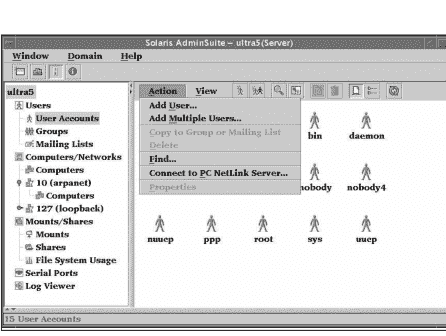 Solaris AdminSuite – ultra5(Server)
Window Domain Help
ultra5
Users
User Accounts
Groups
Mailing Lists
Computers/Networks
Computers
10 (arpanet)
Computers
127 (loopback)
Mounts/Shares
Mounts
Shares
File System Usage
Serial Ports
Log Viewer
Action View
Add User...
Add Multiple Users...
Copy to Group or Mailing List
Delete
Find...
Connect to PC NetLink Server...
Properties
bin daemon
nobody nobody4
nuucp ppp root sys uucp
15 User Accounts